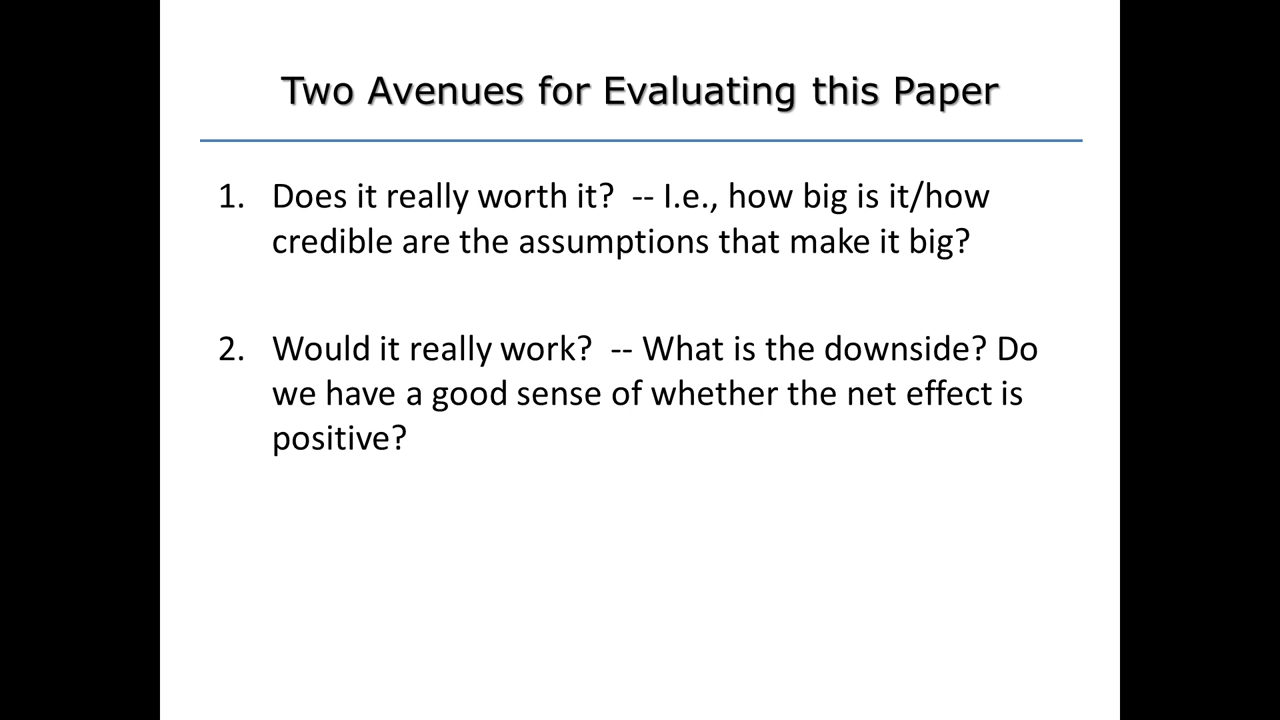 Two Avenues for Evaluating this Paper
1. Does it really worth it?  -- I.e., how big is it/how
credible are the assumptions that make it big?
2. Would it really work?  -- What is the downside? Do
we have a good sense of whether the net effect is
positive?